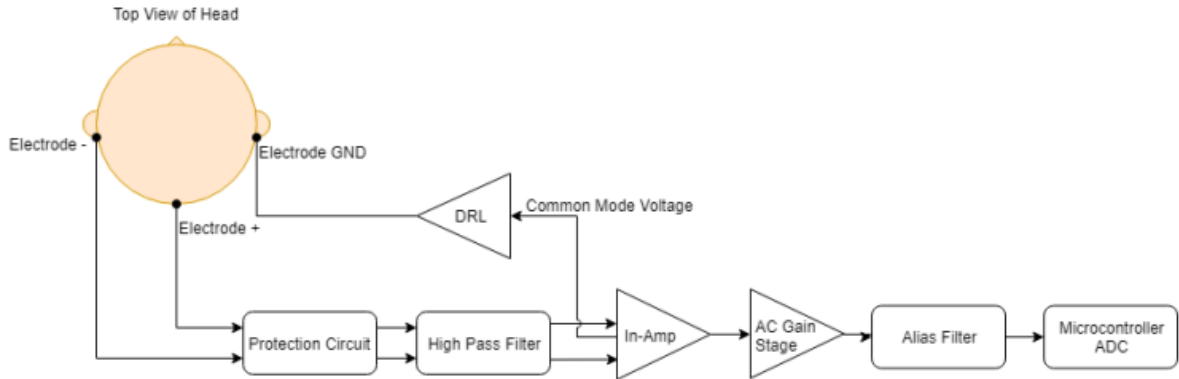 Top View of Head
Electrode -
Electrode GND
Electrode +
DRL
Common Mode Voltage
Protection Circuit
High Pass Filter
In-Amp
AC Gain
Stage
Alias Filter
Microcontroller
ADC